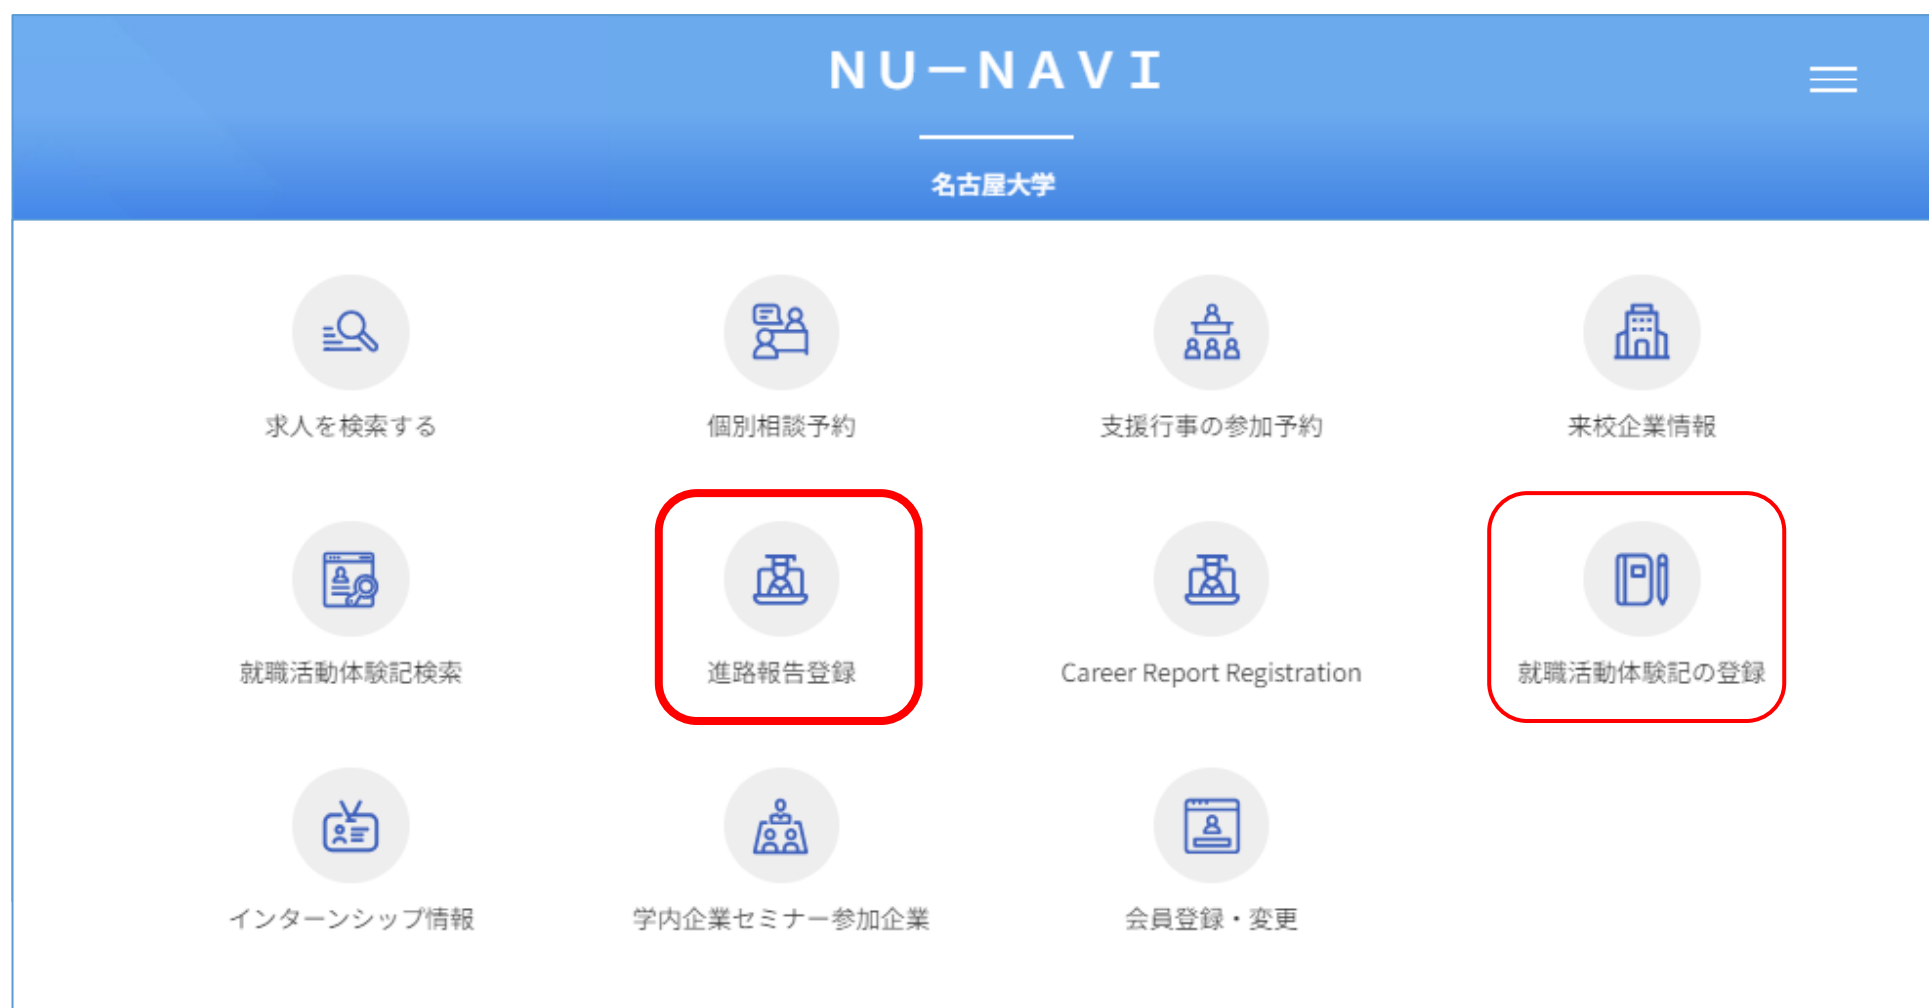 NU－NAVI
名古屋大学
求人を検索する
個別相談予約
支援行事の参加予約
来校企業情報
就職活動体験記検索
進路報告登録
Career Report Registration
就職活動体験記の登録
インターンシップ情報
学内企業セミナー参加企業
会員登録・変更